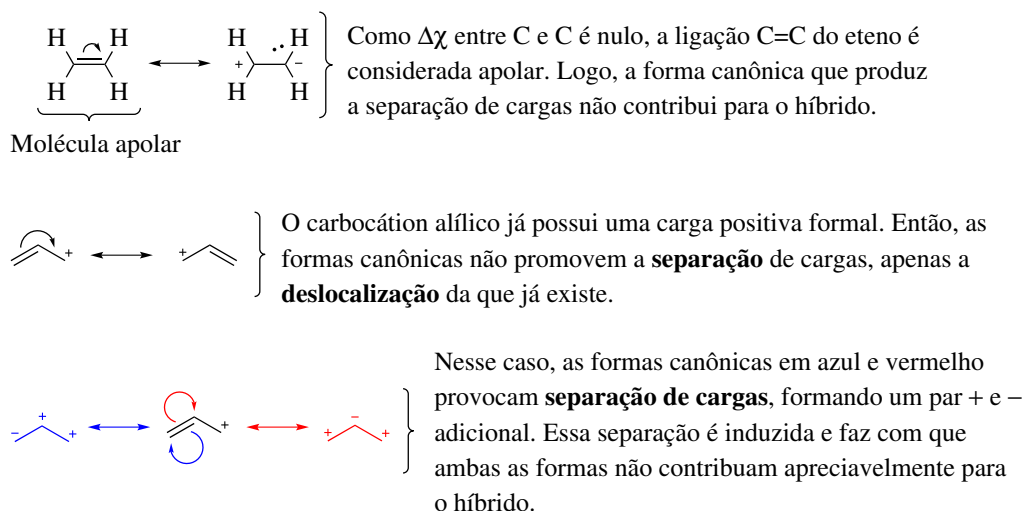 H H H H
+ −
H H H H
Como Δχ entre C e C é nulo, a ligação C=C do eteno é
considerada apolar. Logo, a forma canônica que produz
a separação de cargas não contribui para o híbrido.
Molécula apolar
+ +
O carbocátion alílico já possui uma carga positiva formal. Então, as
formas canônicas não promovem a separação de cargas, apenas a
deslocalização da que já existe.
− + + + + − +
Nesse caso, as formas canônicas em azul e vermelho
provocam separação de cargas, formando um par + e −
adicional. Essa separação é induzida e faz com que
ambas as formas não contribuam apreciavelmente para
o híbrido.